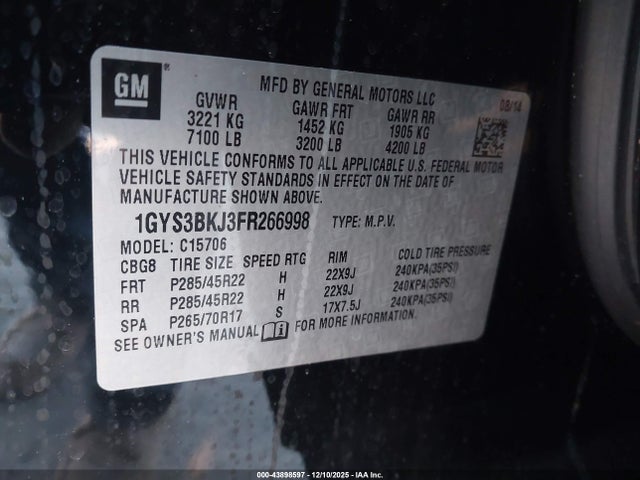 GM ®
MFD BY GENERAL MOTORS LLC
08/14
GVWR GAWR FRT GAWR RR
3221 KG 1452 KG 1905 KG
7100 LB 3200 LB 4200 LB
THIS VEHICLE CONFORMS TO ALL APPLICABLE U.S. FEDERAL MOTOR
VEHICLE SAFETY STANDARDS IN EFFECT ON THE DATE OF
MANUFACTURE SHOWN ABOVE.
1GYS3BKJ3FR266998 TYPE: M.P.V.
MODEL: C15706
CBG8 TIRE SIZE SPEED RTG RIM COLD TIRE PRESSURE
FRT P285/45R22 H 22X9J 240KPA(35PSI)
RR P285/45R22 H 22X9J 240KPA(35PSI)
SPA P265/70R17 S 17X7.5J 240KPA(35PSI)
SEE OWNER'S MANUAL FOR MORE INFORMATION.
000-43898597 • 12/10/2025 • IAA Inc.